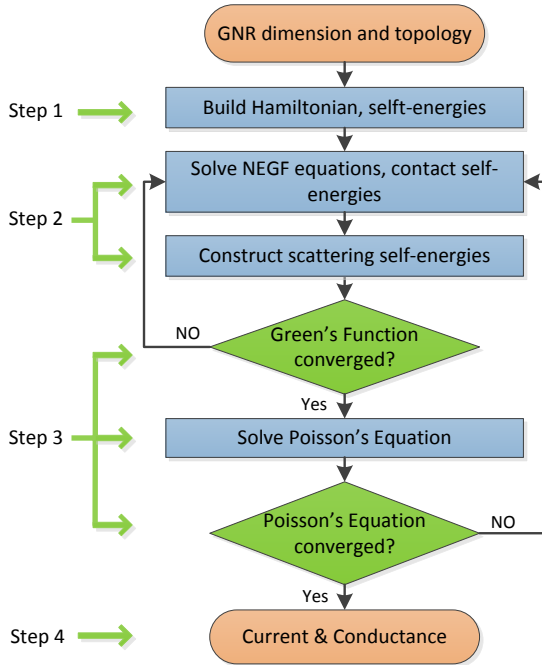 GNR dimension and topology
Step 1
Build Hamiltonian, selft-energies
Solve NEGF equations, contact self-
energies
Step 2
Construct scattering self-energies
NO
Green's Function
converged?
Yes
Step 3
Solve Poisson's Equation
Poisson's Equation
converged?
NO
Yes
Step 4
Current & Conductance